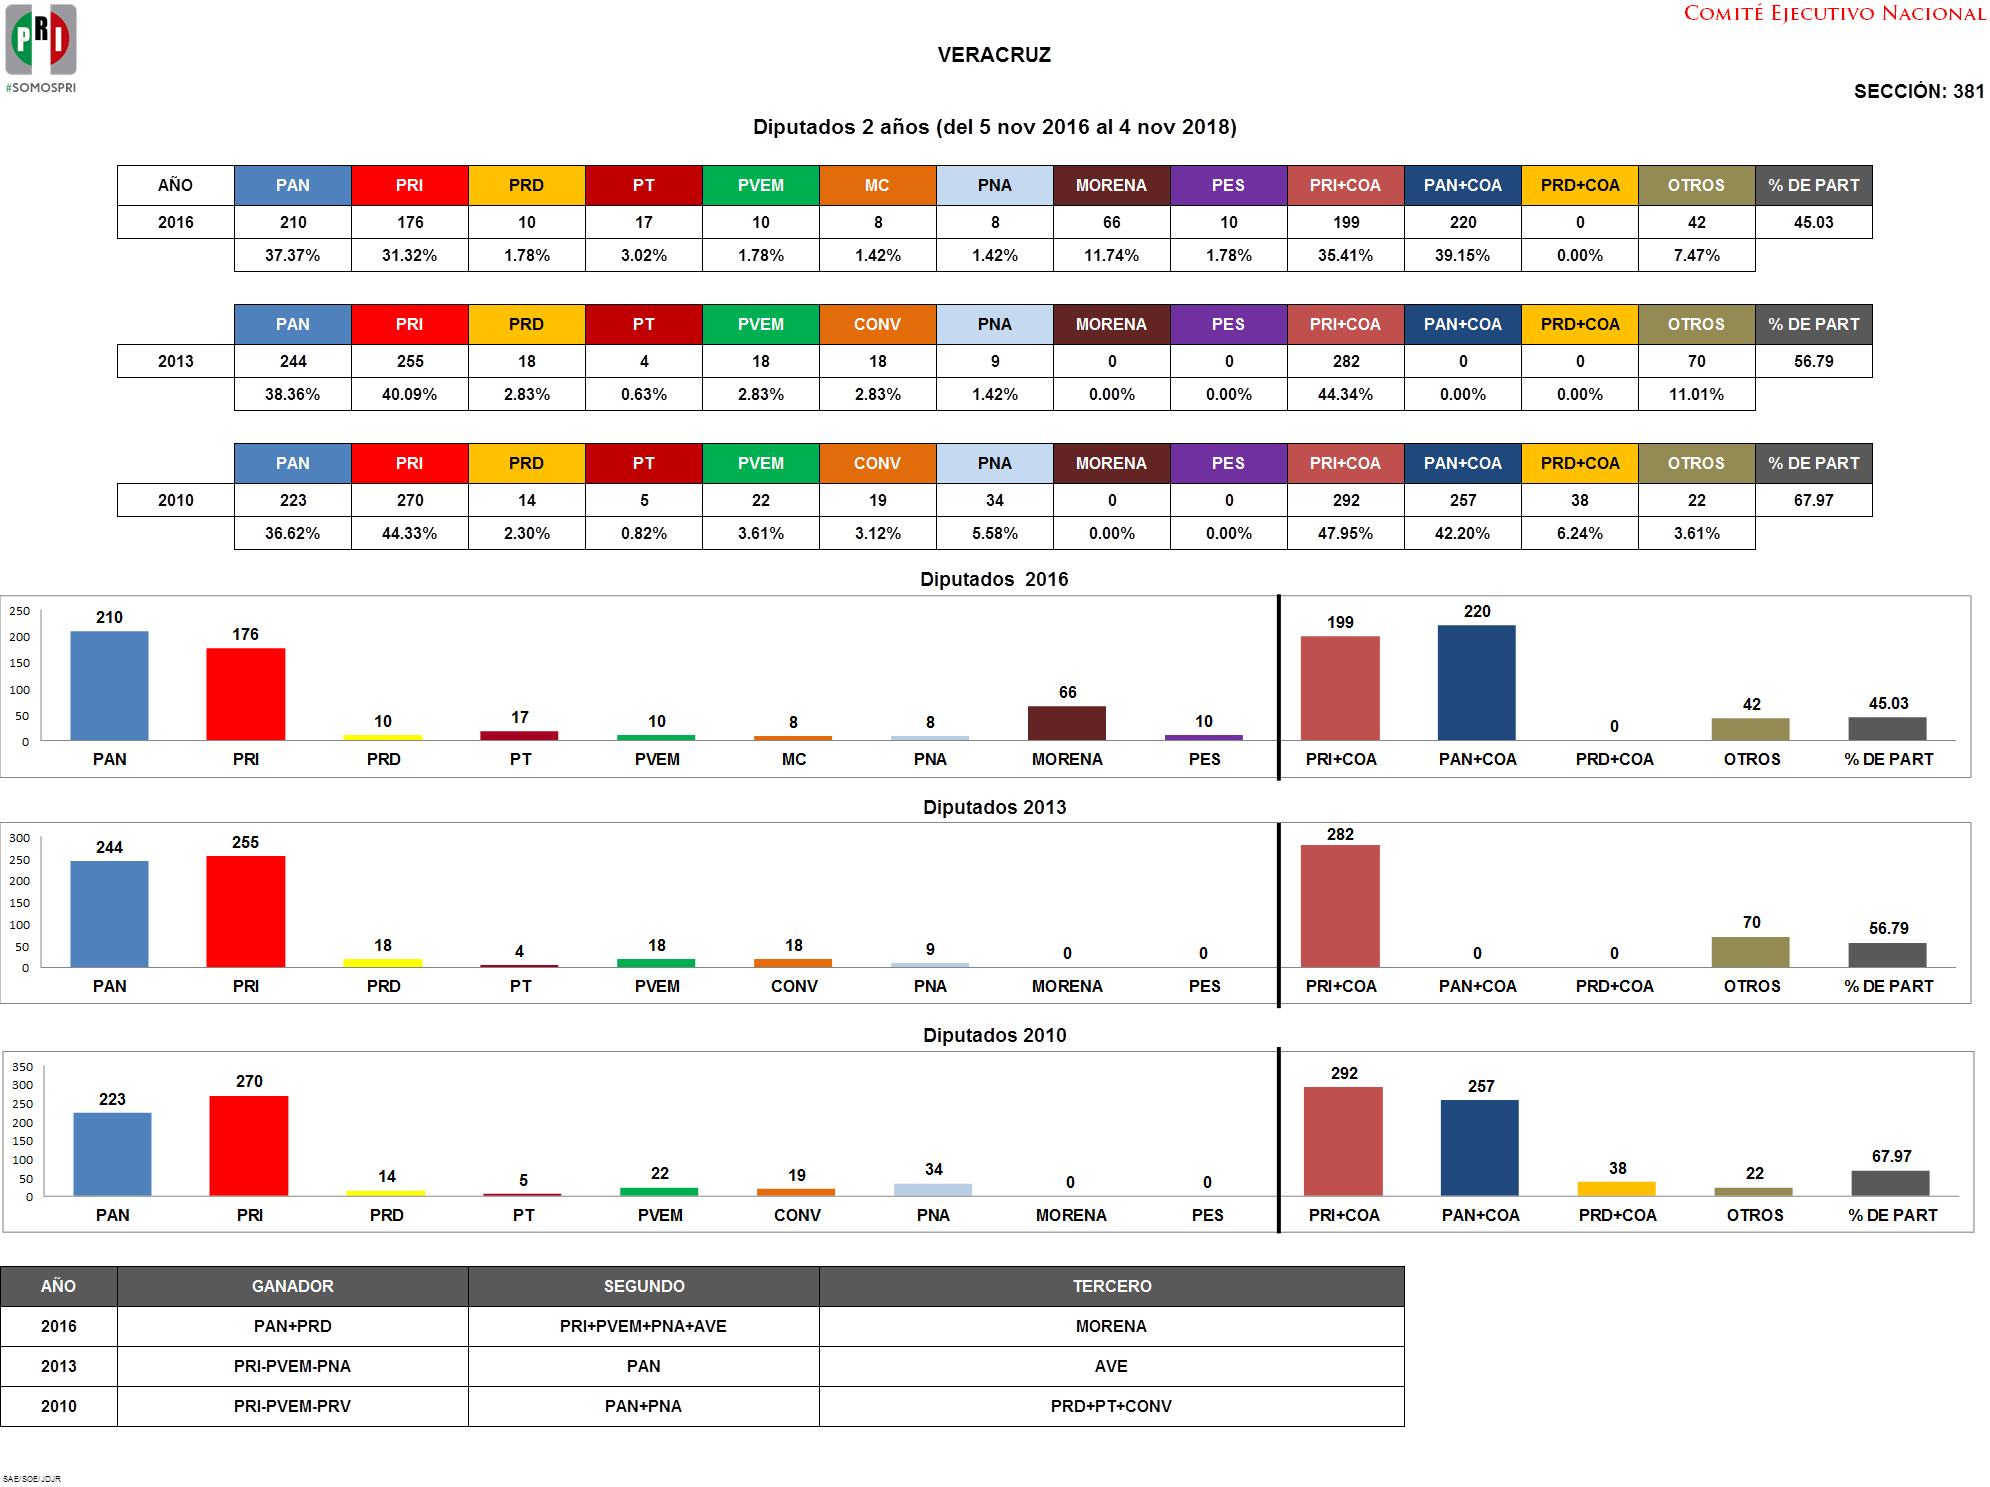 COMITÉ EJECUTIVO NACIONAL
PRI
#SOMOSPRI
VERACRUZ
SECCIÓN: 381
Diputados 2 años (del 5 nov 2016 al 4 nov 2018)
AÑO PAN PRI PRD PT PVEM MC PNA MORENA PES PRI+COA PAN+COA PRD+COA OTROS % DE PART
2016 210 176 10 17 10 8 8 66 10 199 220 0 42 45.03
37.37% 31.32% 1.78% 3.02% 1.78% 1.42% 1.42% 11.74% 1.78% 35.41% 39.15% 0.00% 7.47%
PAN PRI PRD PT PVEM CONV PNA MORENA PES PRI+COA PAN+COA PRD+COA OTROS % DE PART
2013 244 255 18 4 18 18 9 0 0 282 0 0 70 56.79
38.36% 40.09% 2.83% 0.63% 2.83% 2.83% 1.42% 0.00% 0.00% 44.34% 0.00% 0.00% 11.01%
PAN PRI PRD PT PVEM CONV PNA MORENA PES PRI+COA PAN+COA PRD+COA OTROS % DE PART
2010 223 270 14 5 22 19 34 0 0 292 257 38 22 67.97
36.62% 44.33% 2.30% 0.82% 3.61% 3.12% 5.58% 0.00% 0.00% 47.95% 42.20% 6.24% 3.61%
Diputados 2016
250
200
150
100
50
0
210 176 10 17 10 8 8 66 10 199 220 0 42 45.03
PAN PRI PRD PT PVEM MC PNA MORENA PES PRI+COA PAN+COA PRD+COA OTROS % DE PART
Diputados 2013
300
250
200
150
100
50
0
244 255 18 4 18 18 9 0 0 282 0 0 70 56.79
PAN PRI PRD PT PVEM CONV PNA MORENA PES PRI+COA PAN+COA PRD+COA OTROS % DE PART
Diputados 2010
350
300
250
200
150
100
50
0
223 270 14 5 22 19 34 0 0 292 257 38 22 67.97
PAN PRI PRD PT PVEM CONV PNA MORENA PES PRI+COA PAN+COA PRD+COA OTROS % DE PART
AÑO GANADOR SEGUNDO TERCERO
2016 PAN+PRD PRI+PVEM+PNA+AVE MORENA
2013 PRI-PVEM-PNA PAN AVE
2010 PRI-PVEM-PRV PAN+PNA PRD+PT+CONV
SAE/SOE/JDJR